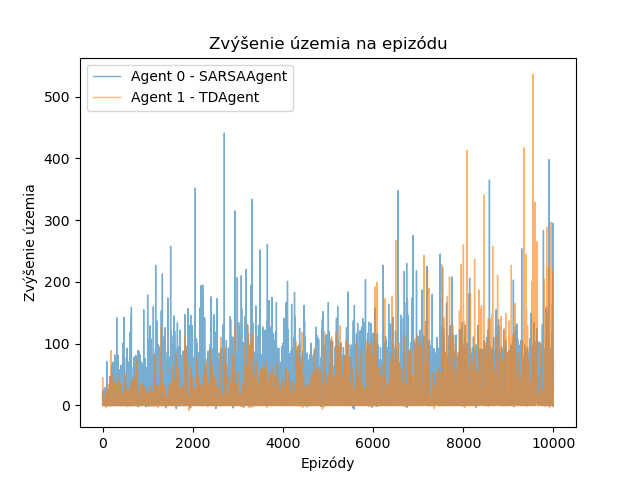 Zvýšenie územia na epizódu
Agent 0 - SARSAAgent
Agent 1 - TDAgent
Zvýšenie územia
500
400
300
200
100
0
0 2000 4000 6000 8000 10000
Epizódy